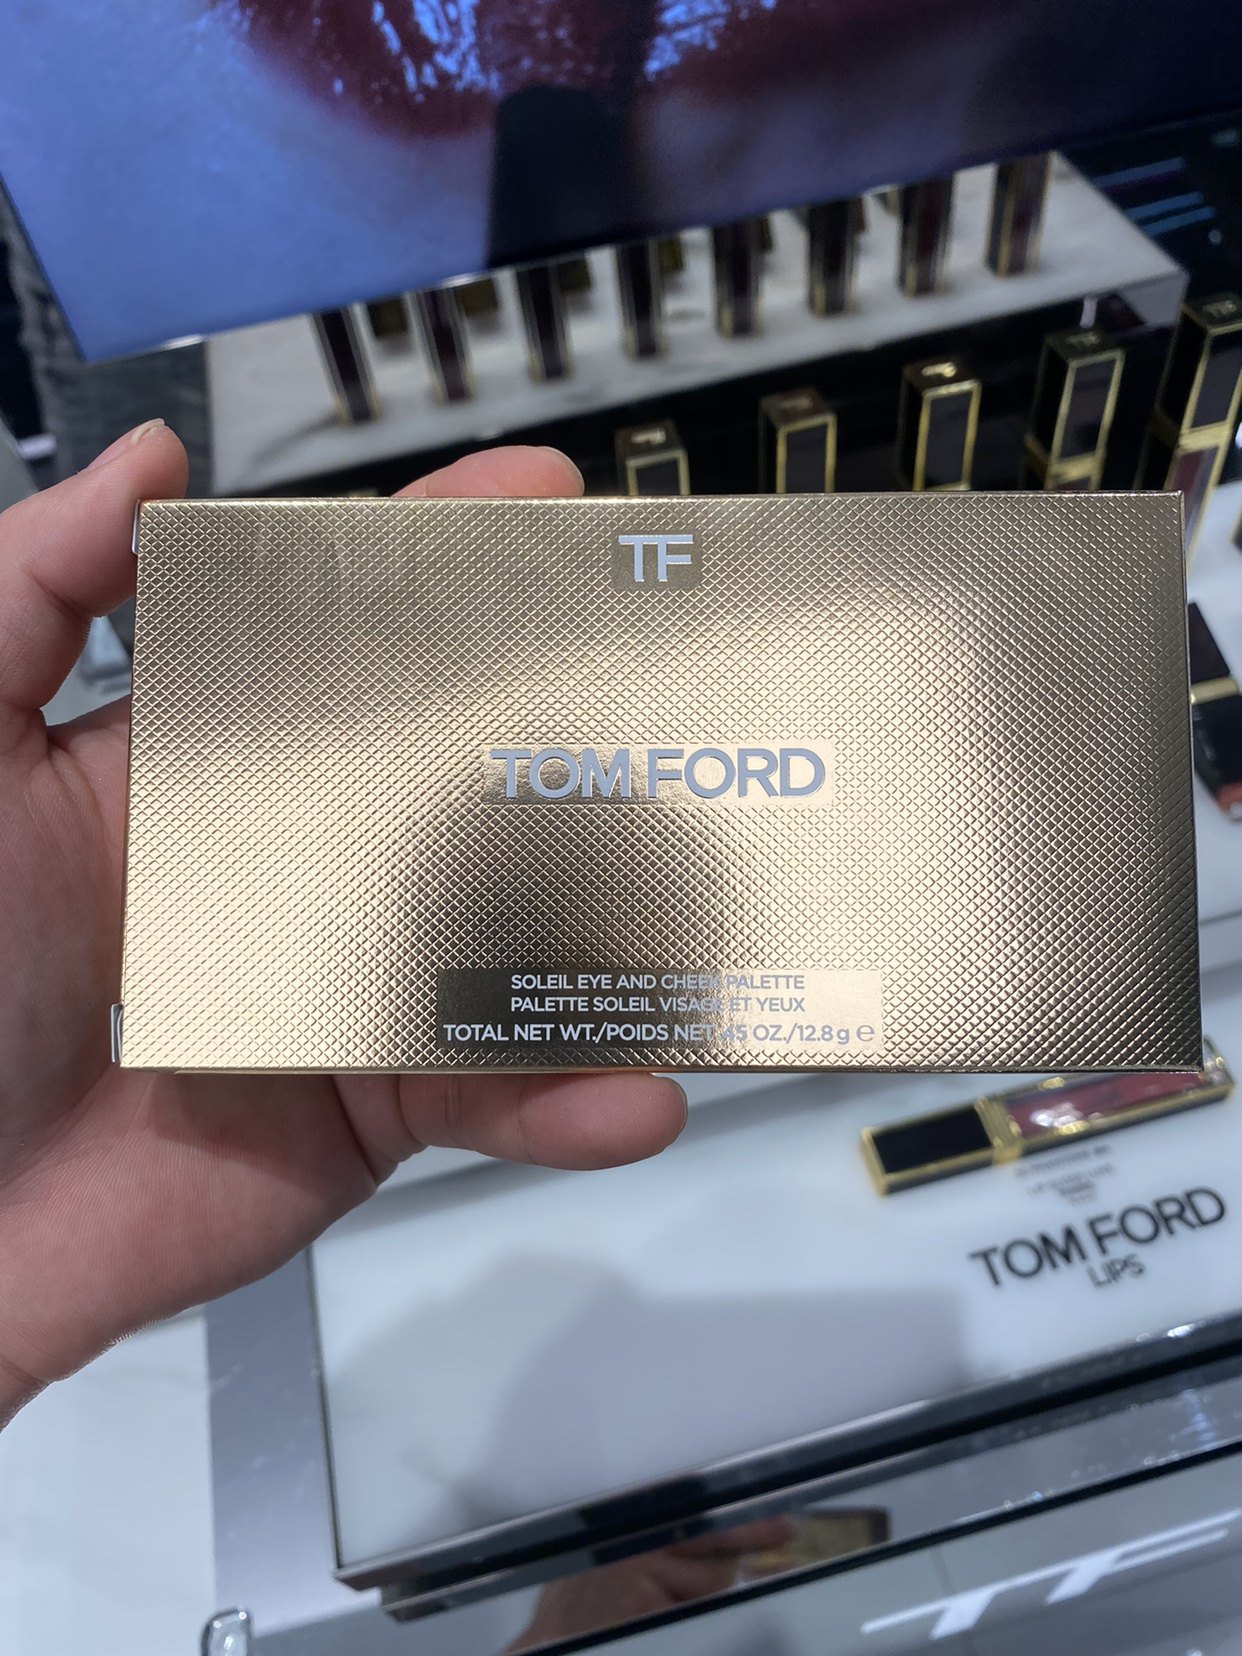 TF
TOM FORD
SOLEIL EYE AND CHEEK PALETTE
PALETTE SOLEIL VISAGE ET YEUX
TOTAL NET WT./POIDS NET .45 OZ./12.8 g ℮
TOM FORD
LIPS
TF